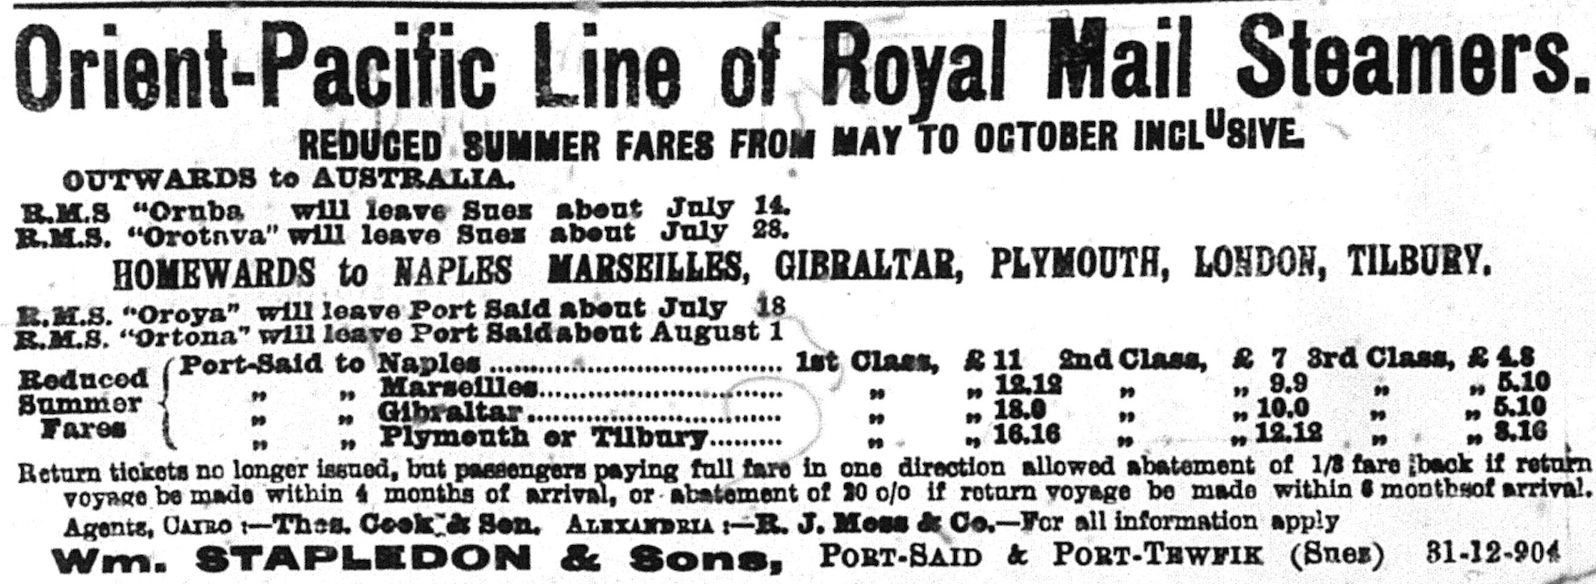 Orient-Pacific Line of Royal Mail Steamers.
REDUCED SUMMER FARES FROM MAY TO OCTOBER INCLUSIVE.
OUTWARDS to AUSTRALIA.
R.M.S "Oruba will leave Suez about July 14.
R.M.S. "Orotava" will leave Suez about July 28.
HOMEWARDS to NAPLES MARSEILLES, GIBRALTAR, PLYMOUTH, LONDON, TILBURY.
R.M.S. "Oroya" will leave Port Said about July 18
R.M.S. "Ortona" will leave Port Said about August 1
Reduced Summer Fares
Port-Said to Naples .................................... 1st Class, £ 11 2nd Class, £ 7 3rd Class, £ 4.8
„ „ Marseilles.............................. „ „ 12.12 „ „ 9.9 „ „ 5.10
„ „ Gibraltar............................... „ „ 13.0 „ „ 10.0 „ „ 5.10
„ „ Plymouth or Tilbury......... „ „ 16.16 „ „ 12.12 „ „ 8.16
Return tickets no longer issued, but passengers paying full fare in one direction allowed abatement of 1/3 fare back if return
voyage be made within 4 months of arrival, or abatement of 20 o/o if return voyage be made within 6 months of arrival.
Agents, CAIRO :—Thos. Cook & Son. ALEXANDRIA :—R. J. Moss & Co.—For all information apply
Wm. STAPLEDON & Sons, PORT-SAID & PORT-TEWFIK (Suez) 31-12-904